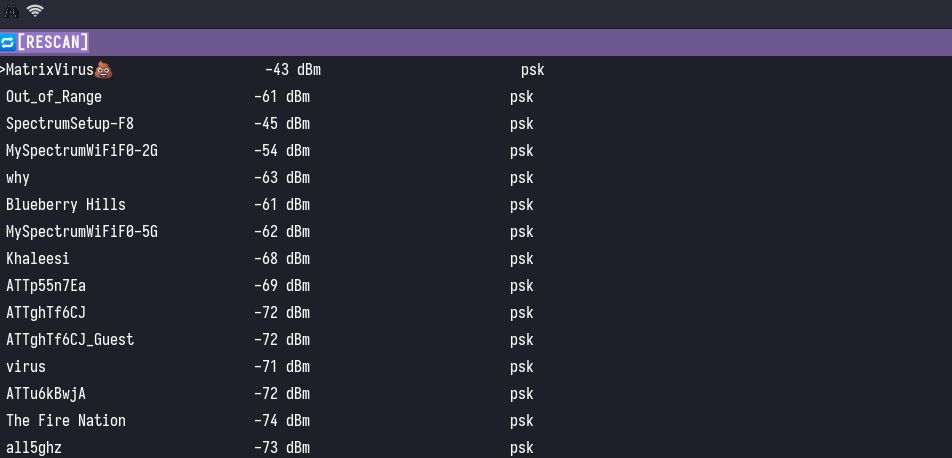 [RESCAN]
>MatrixVirus💩 -43 dBm psk
Out_of_Range -61 dBm psk
SpectrumSetup-F8 -45 dBm psk
MySpectrumWiFiF0-2G -54 dBm psk
why -63 dBm psk
Blueberry Hills -61 dBm psk
MySpectrumWiFiF0-5G -62 dBm psk
Khaleesi -68 dBm psk
ATTp55n7Ea -69 dBm psk
ATTghTf6CJ -72 dBm psk
ATTghTf6CJ_Guest -72 dBm psk
virus -71 dBm psk
ATTu6kBwjA -72 dBm psk
The Fire Nation -74 dBm psk
all5ghz -73 dBm psk